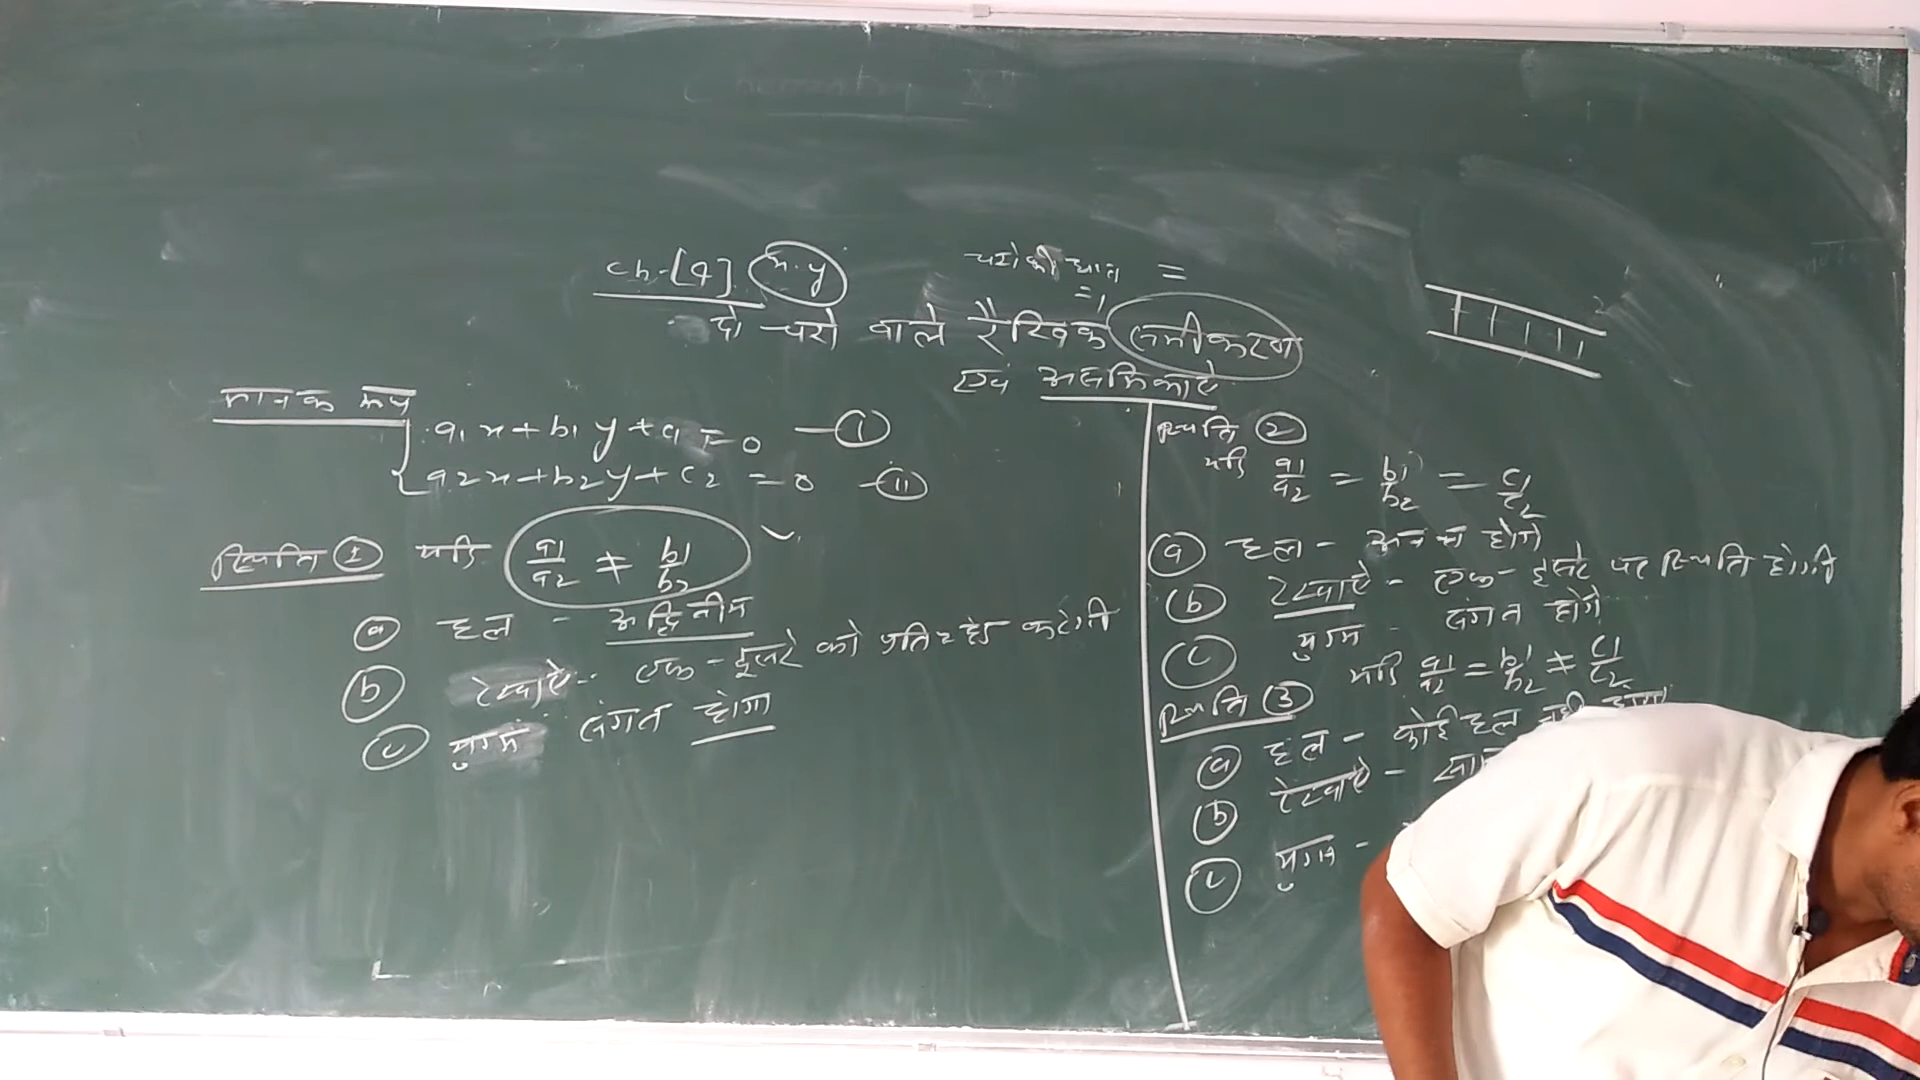 ch-[4] x.y
चरो की घात =
= 1
दो चरो वाले रैखिक समीकरण
एवं असमिकाए
मानक रूप
a1x + b1y + c1 = 0 — (i)
a2x + b2y + c2 = 0 — (ii)
स्थिति (1) यदि a1/a2 ≠ b1/b2
(a) हल - अद्वितीय
(b) रेखाऐ - एक-दूसरे को प्रतिच्छेद करेगी
(c) युग्म संगत होगा
स्थिति (2)
यदि a1/a2 = b1/b2 = c1/c2
(a) हल - अनन्त होगे
(b) रेखाऐ - एक-दूसरे पर स्थिति होगी
(c) युग्म - संगत होगे
स्थिति (3) यदि a1/a2 = b1/b2 ≠ c1/c2
(a) हल - कोई हल नही होगा
(b) रेखाऐ -
(c) युग्म -